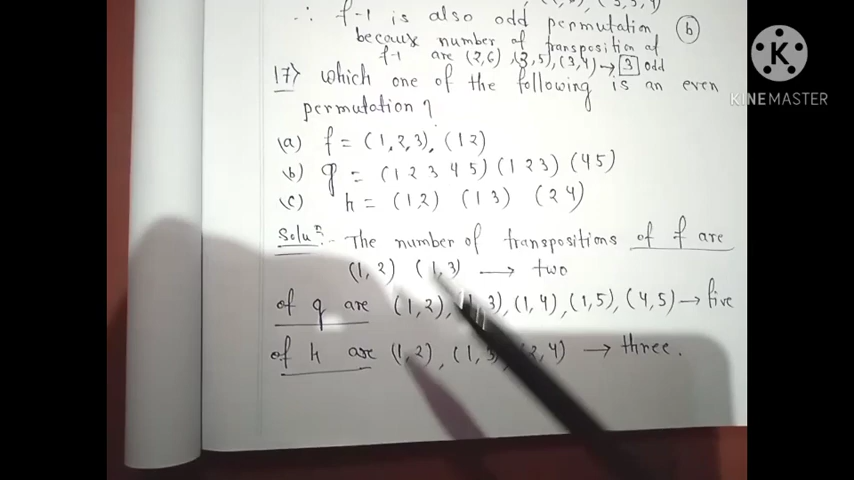 ∴ f-1 is also odd permutation
because number of transposition of
f-1 are (2,6), (3,5), (3,4) → 3 odd
(b)
17) Which one of the following is an even
permutation?
(a) f = (1,2,3), (1 2)
(b) g = (1 2 3 4 5) (1 2 3) (4 5)
(c) h = (1,2) (1 3) (2 4)
Solun:- The number of transpositions of f are
(1,2) (1,3) → two
of g are (1,2), (1,3), (1,4), (1,5), (4,5) → five
of h are (1,2), (1,3), (2,4) → three.
K
KINEMASTER